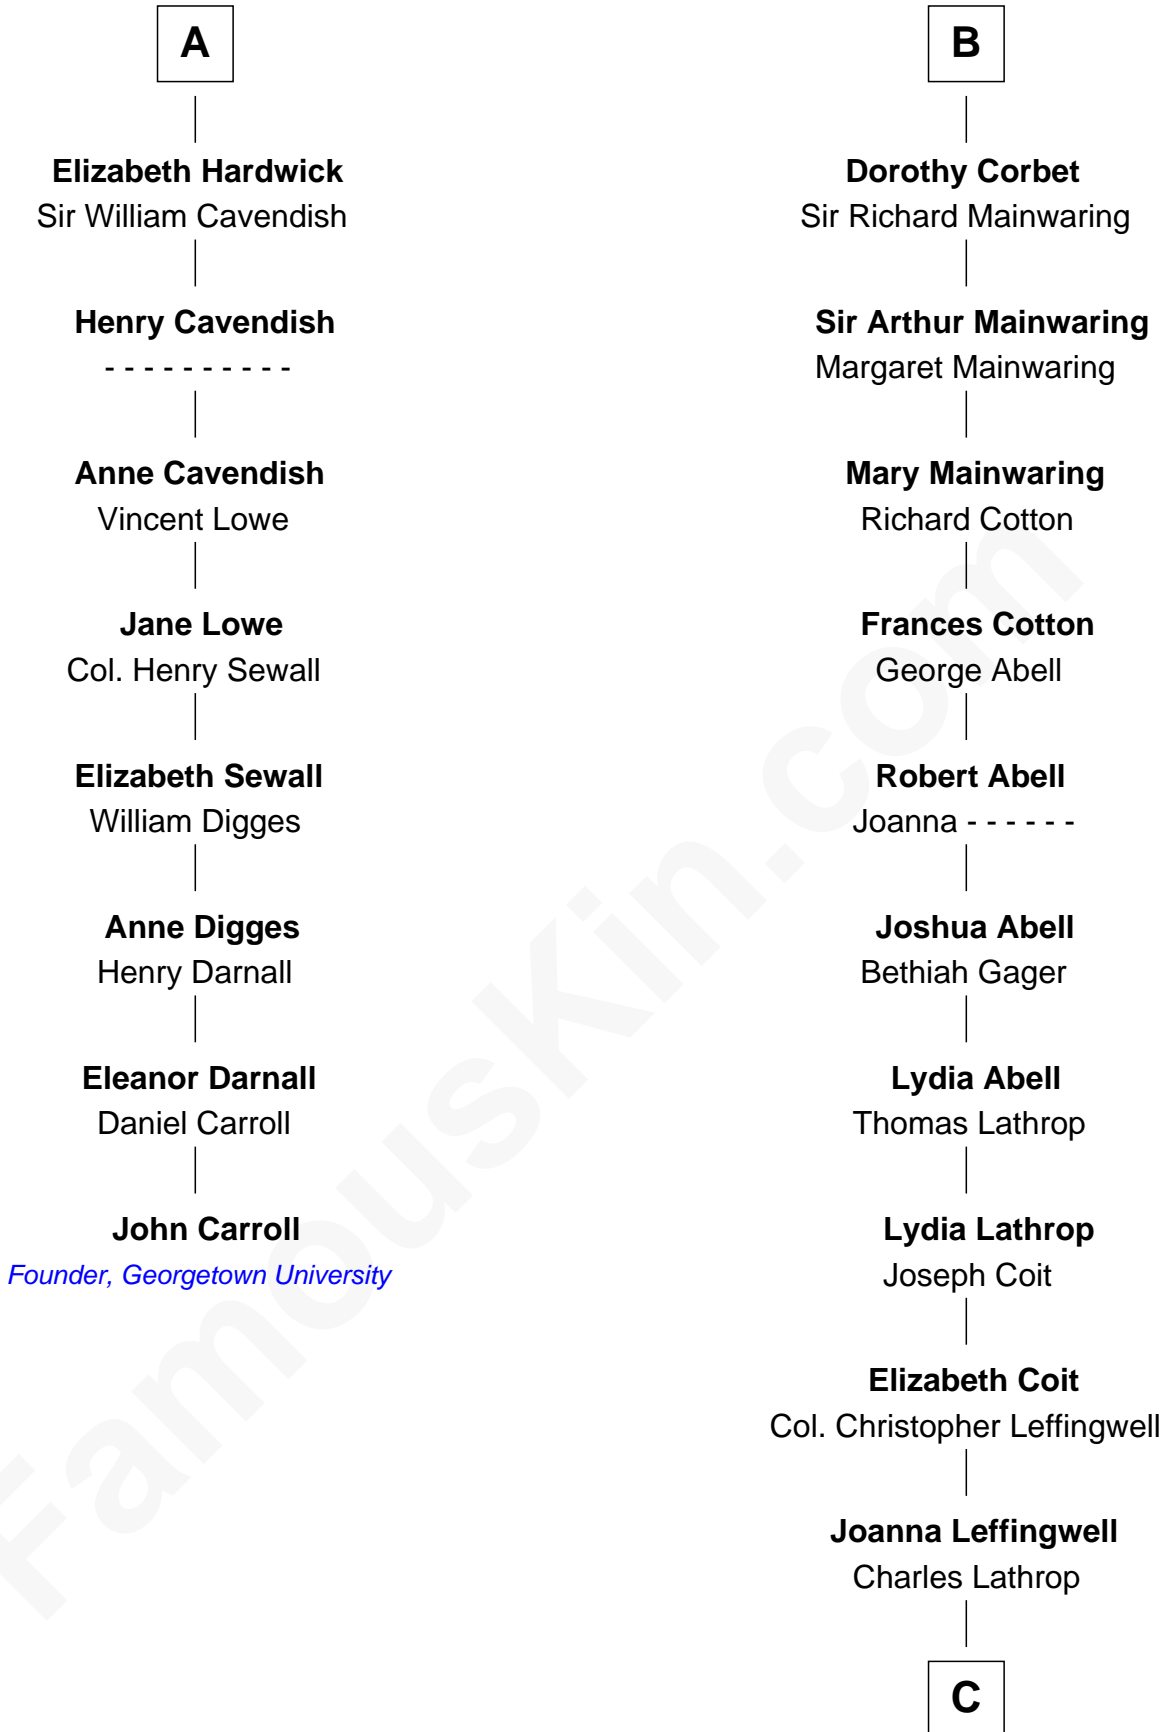 A
Elizabeth Hardwick
Sir William Cavendish
Henry Cavendish
- - - - - - - - - -
Anne Cavendish
Vincent Lowe
Jane Lowe
Col. Henry Sewall
Elizabeth Sewall
William Digges
Anne Digges
Henry Darnall
Eleanor Darnall
Daniel Carroll
John Carroll
Founder, Georgetown University
B
Dorothy Corbet
Sir Richard Mainwaring
Sir Arthur Mainwaring
Margaret Mainwaring
Mary Mainwaring
Richard Cotton
Frances Cotton
George Abell
Robert Abell
Joanna - - - - - -
Joshua Abell
Bethiah Gager
Lydia Abell
Thomas Lathrop
Lydia Lathrop
Joseph Coit
Elizabeth Coit
Col. Christopher Leffingwell
Joanna Leffingwell
Charles Lathrop
C
FamousKin.com